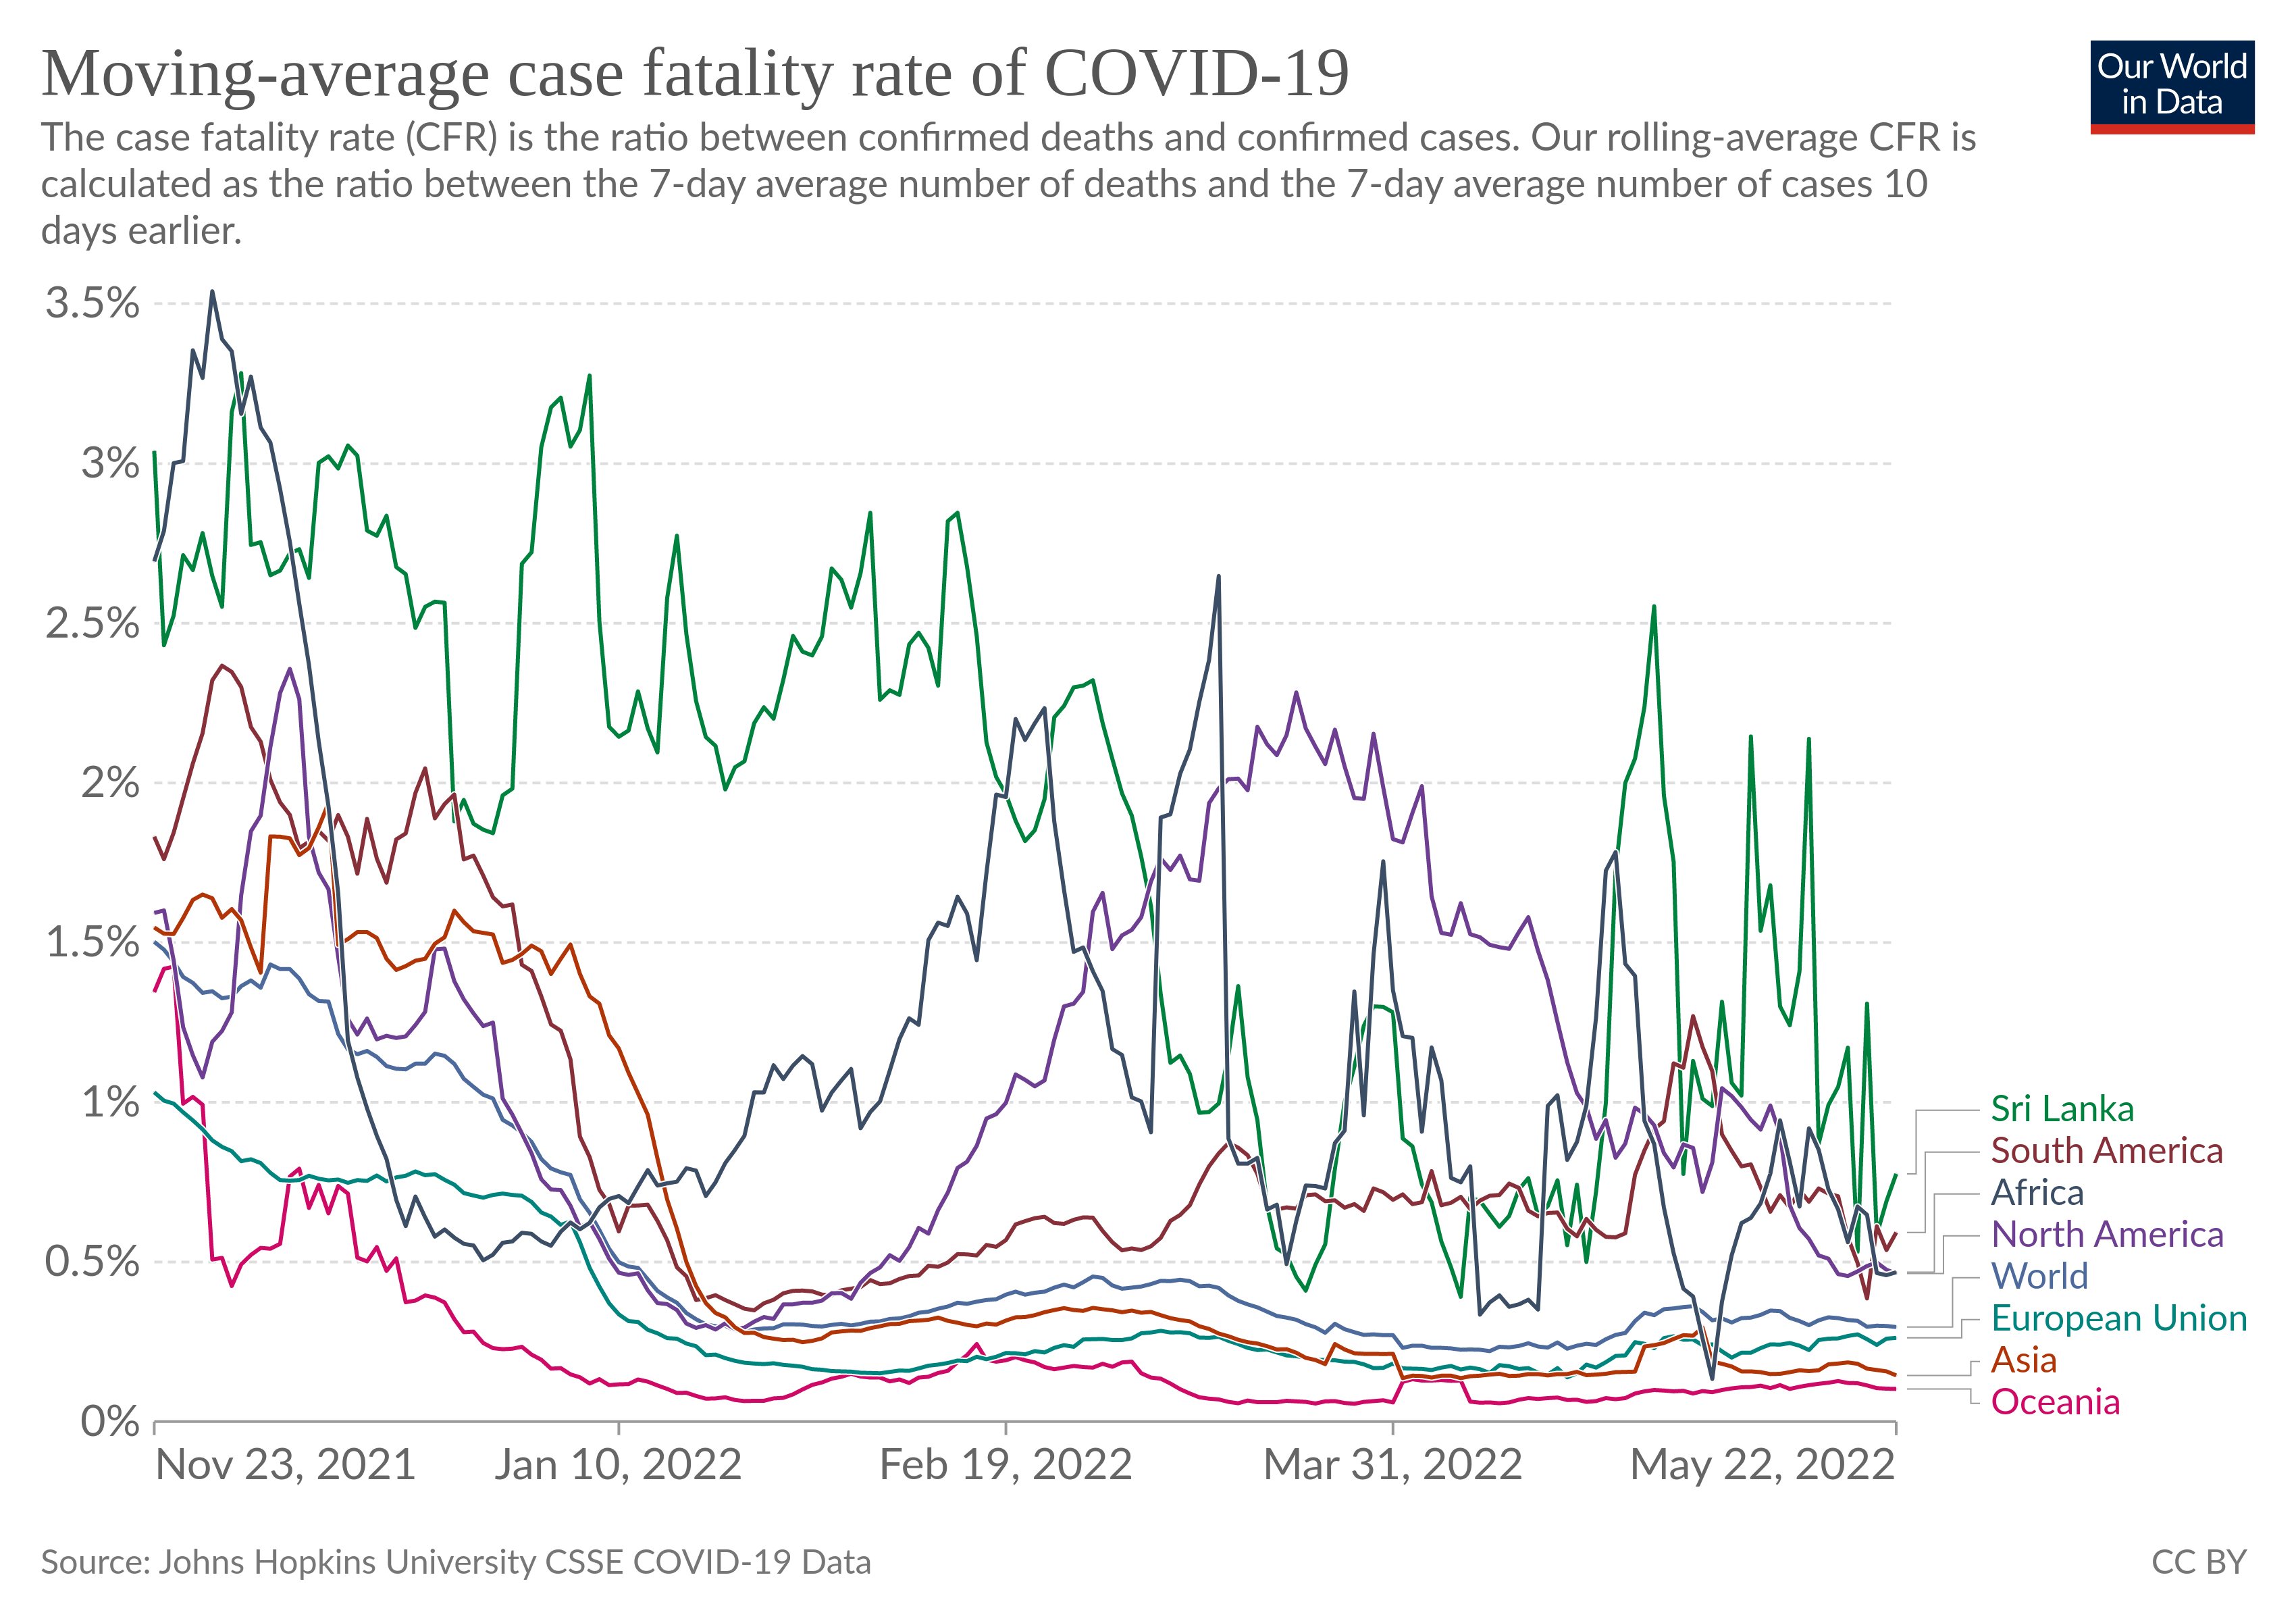 Moving-average case fatality rate of COVID-19
Our World
in Data
The case fatality rate (CFR) is the ratio between confirmed deaths and confirmed cases. Our rolling-average CFR is
calculated as the ratio between the 7-day average number of deaths and the 7-day average number of cases 10
days earlier.
3.5%
3%
2.5%
2%
1.5%
1%
0.5%
0%
Sri Lanka
South America
Africa
North America
World
European Union
Asia
Oceania
Nov 23, 2021
Jan 10, 2022
Feb 19, 2022
Mar 31, 2022
May 22, 2022
Source: Johns Hopkins University CSSE COVID-19 Data
CC BY